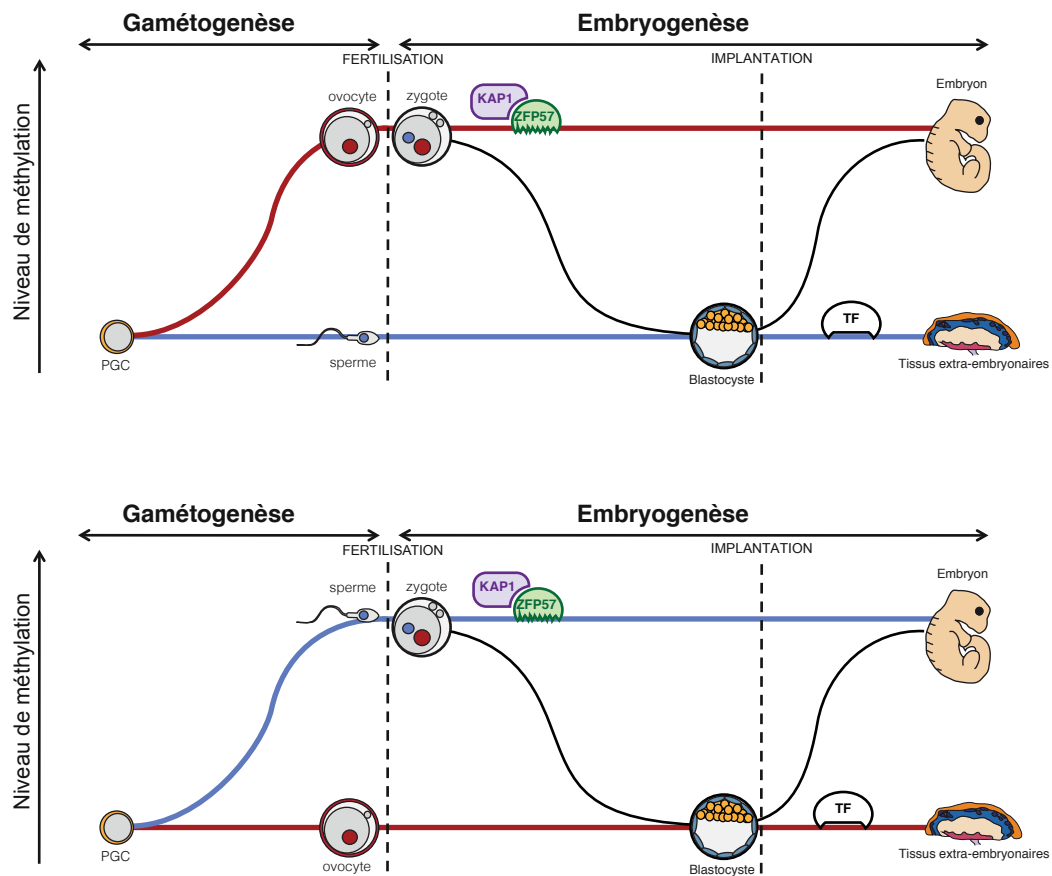 Gamétogenèse
Embryogenèse
FERTILISATION
IMPLANTATION
Niveau de méthylation
ovocyte
zygote
KAP1
ZFP57
Embryon
PGC
sperme
Blastocyste
TF
Tissus extra-embryonaires
Gamétogenèse
Embryogenèse
FERTILISATION
IMPLANTATION
Niveau de méthylation
sperme
zygote
KAP1
ZFP57
Embryon
PGC
ovocyte
Blastocyste
TF
Tissus extra-embryonaires